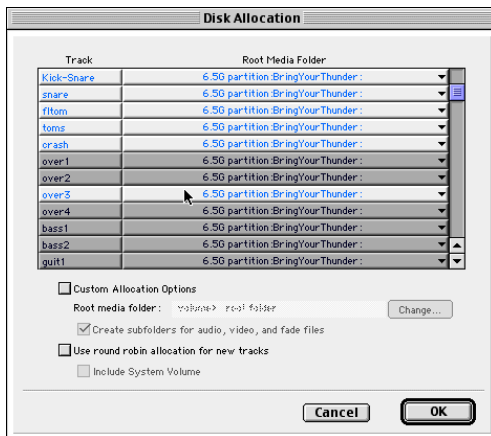 Disk Allocation
Track Root Media Folder
Kick-Snare 6.5G partition:BringYourThunder:
snare 6.5G partition:BringYourThunder:
fltom 6.5G partition:BringYourThunder:
toms 6.5G partition:BringYourThunder:
crash 6.5G partition:BringYourThunder:
over1 6.5G partition:BringYourThunder:
over2 6.5G partition:BringYourThunder:
over3 6.5G partition:BringYourThunder:
over4 6.5G partition:BringYourThunder:
bass1 6.5G partition:BringYourThunder:
bass2 6.5G partition:BringYourThunder:
guit1 6.5G partition:BringYourThunder:
Custom Allocation Options
Root media folder: <volume> root folder Change...
Create subfolders for audio, video, and fade files
Use round robin allocation for new tracks
Include System Volume
Cancel OK